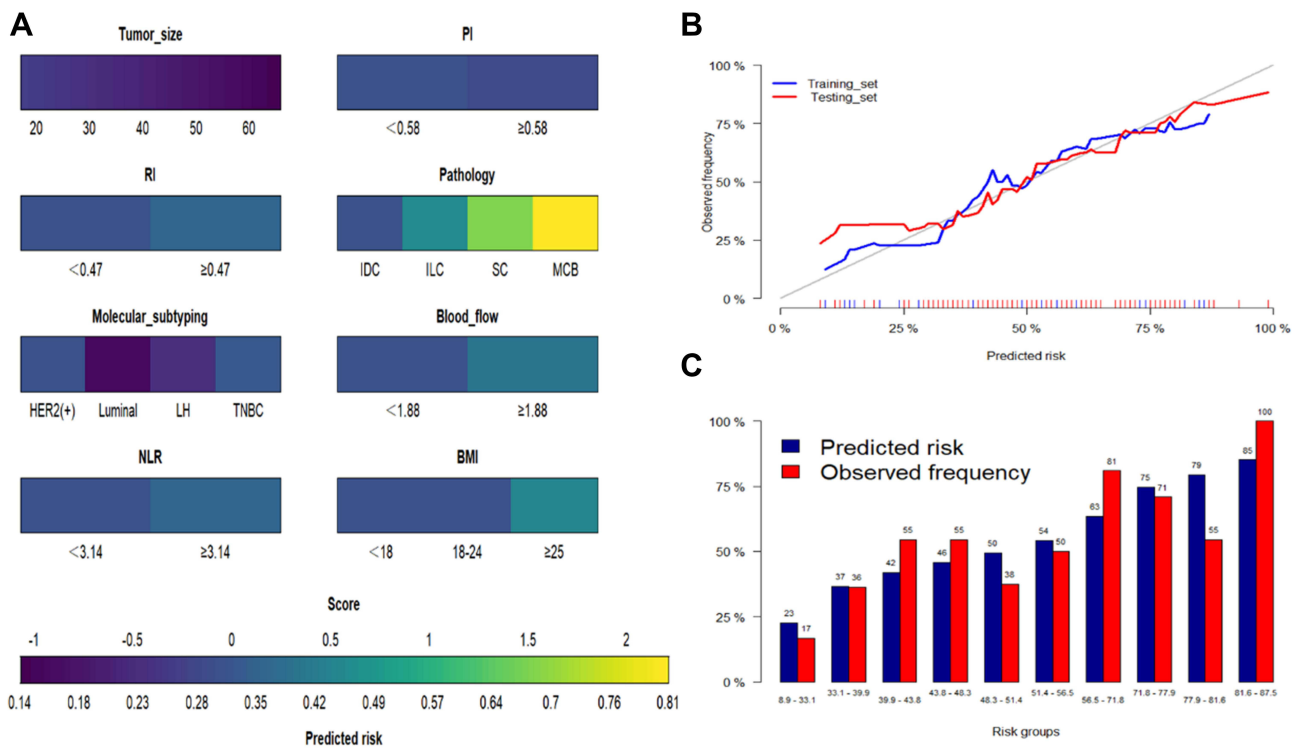 A
Tumor_size
20 30 40 50 60
PI
<0.58 ≥0.58
RI
<0.47 ≥0.47
Pathology
IDC ILC SC MCB
Molecular_subtyping
HER2(+) Luminal LH TNBC
Blood_flow
<1.88 ≥1.88
NLR
<3.14 ≥3.14
BMI
<18 18-24 ≥25
Score
-1 -0.5 0 0.5 1 1.5 2
0.14 0.18 0.23 0.28 0.35 0.42 0.49 0.57 0.64 0.7 0.76 0.81
Predicted risk
B
Training_set
Testing_set
Observed frequency
100 %
75 %
50 %
25 %
0 %
0 % 25 % 50 % 75 % 100 %
Predicted risk
C
Predicted risk
Observed frequency
100 %
75 %
50 %
25 %
0 %
23 17 37 36 42 55 46 55 50 38 54 50 63 81 75 71 79 55 85 100
8.9 - 33.1 33.1 - 39.9 39.9 - 43.8 43.8 - 48.3 48.3 - 51.4 51.4 - 56.5 56.5 - 71.8 71.8 - 77.9 77.9 - 81.6 81.6 - 87.5
Risk groups